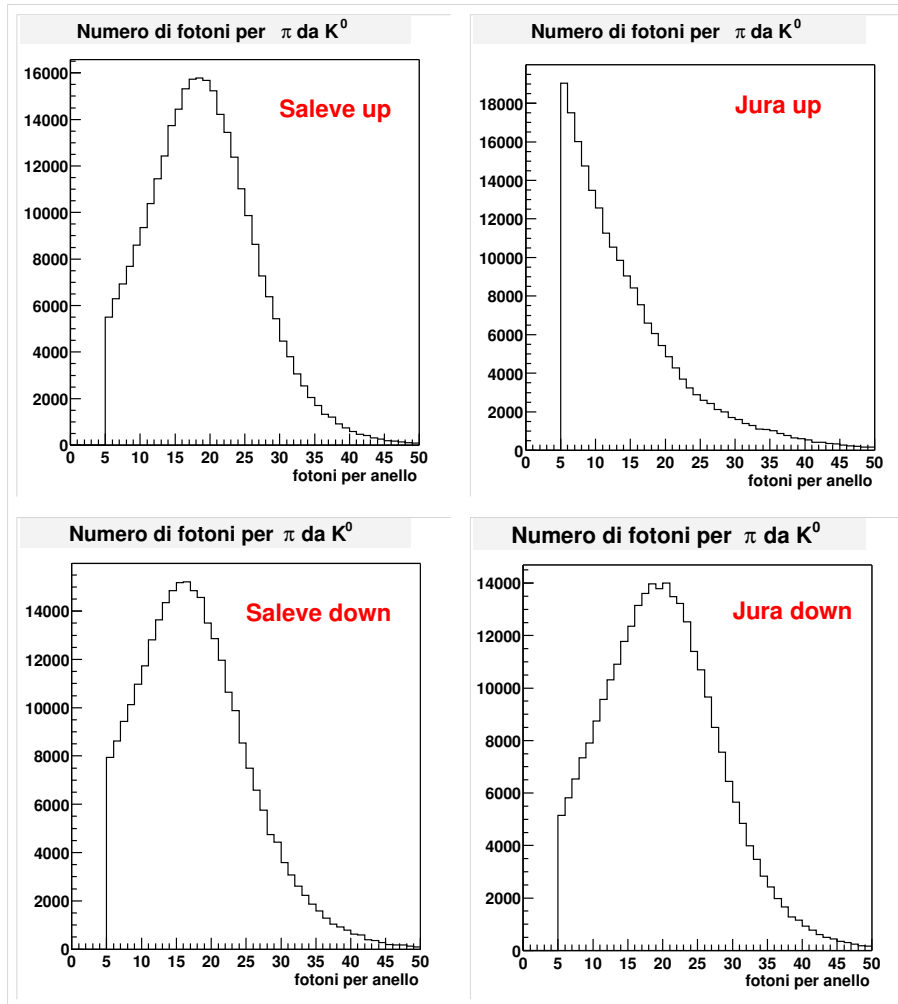 Numero di fotoni per π da K⁰
Saleve up
16000
14000
12000
10000
8000
6000
4000
2000
0
0 5 10 15 20 25 30 35 40 45 50
fotoni per anello
Numero di fotoni per π da K⁰
Jura up
18000
16000
14000
12000
10000
8000
6000
4000
2000
0
0 5 10 15 20 25 30 35 40 45 50
fotoni per anello
Numero di fotoni per π da K⁰
Saleve down
14000
12000
10000
8000
6000
4000
2000
0
0 5 10 15 20 25 30 35 40 45 50
fotoni per anello
Numero di fotoni per π da K⁰
Jura down
14000
12000
10000
8000
6000
4000
2000
0
0 5 10 15 20 25 30 35 40 45 50
fotoni per anello